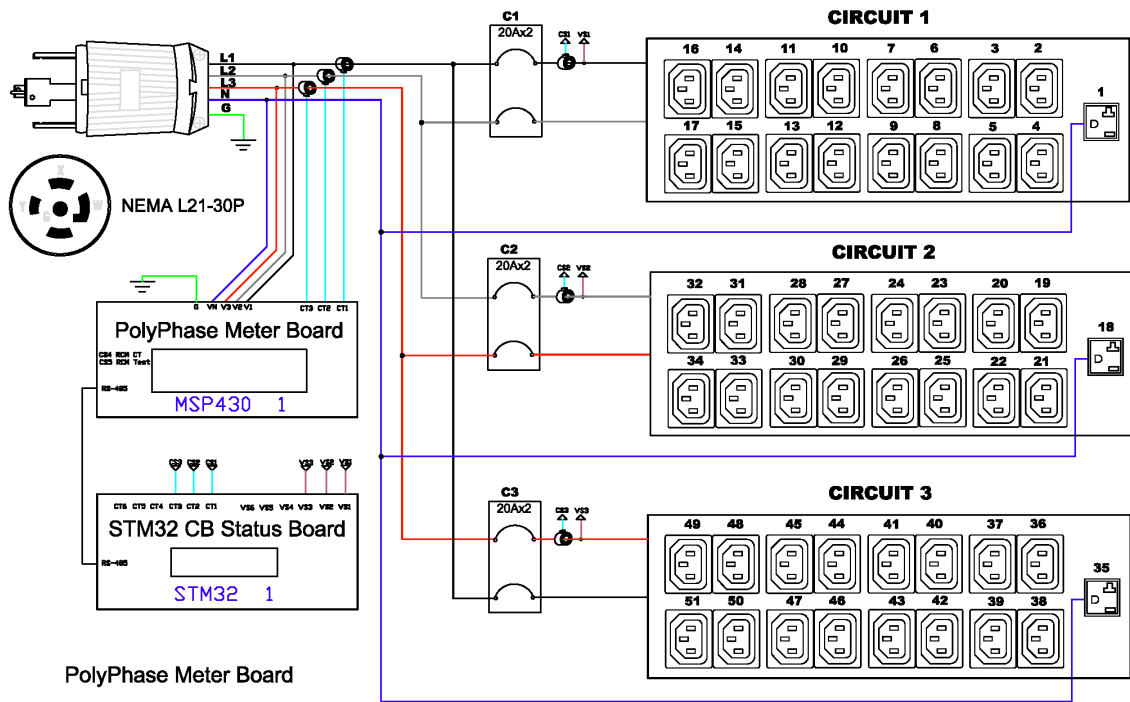 L1
L2
L3
N
G
X
Y
G
W
NEMA L21-30P
C1
20Ax2
CS1 VS1
CIRCUIT 1
16 14 11 10 7 6 3 2
1
17 15 13 12 9 8 5 4
C2
20Ax2
CS2 VS2
CIRCUIT 2
32 31 28 27 24 23 20 19
18
34 33 30 29 26 25 22 21
C3
20Ax2
CS3 VS3
CIRCUIT 3
49 48 45 44 41 40 37 36
35
51 50 47 46 43 42 39 38
G VN V3 V2 V1 CT3 CT2 CT1
PolyPhase Meter Board
CS4 RCM CT
CS5 RCM Test
RS-485
MSP430 1
CS3 CS2 CS1 VS3 VS2 VS1
CT6 CT5 CT4 CT3 CT2 CT1 VS6 VS5 VS4 VS3 VS2 VS1
STM32 CB Status Board
RS-485
STM32 1
PolyPhase Meter Board